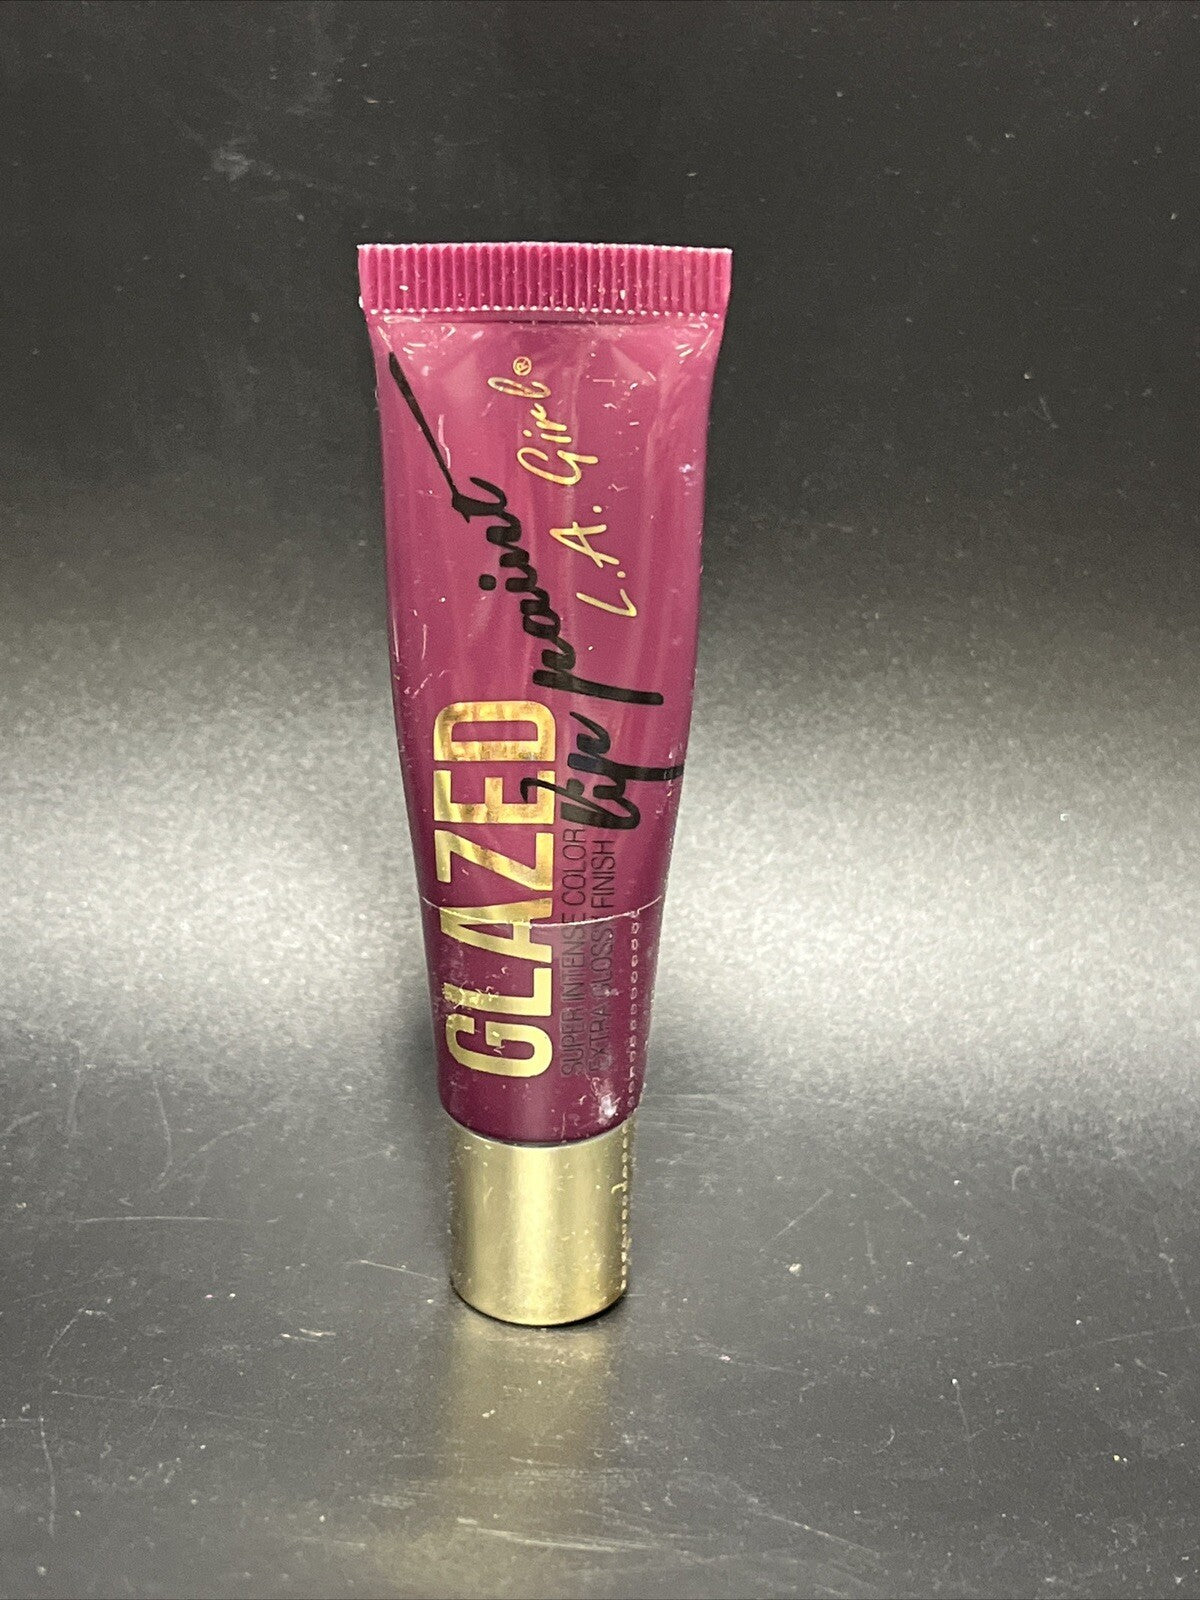 GLAZED
lip paint
SUPER INTENSE COLOR
EXTRA GLOSSY FINISH
L.A. Girl®